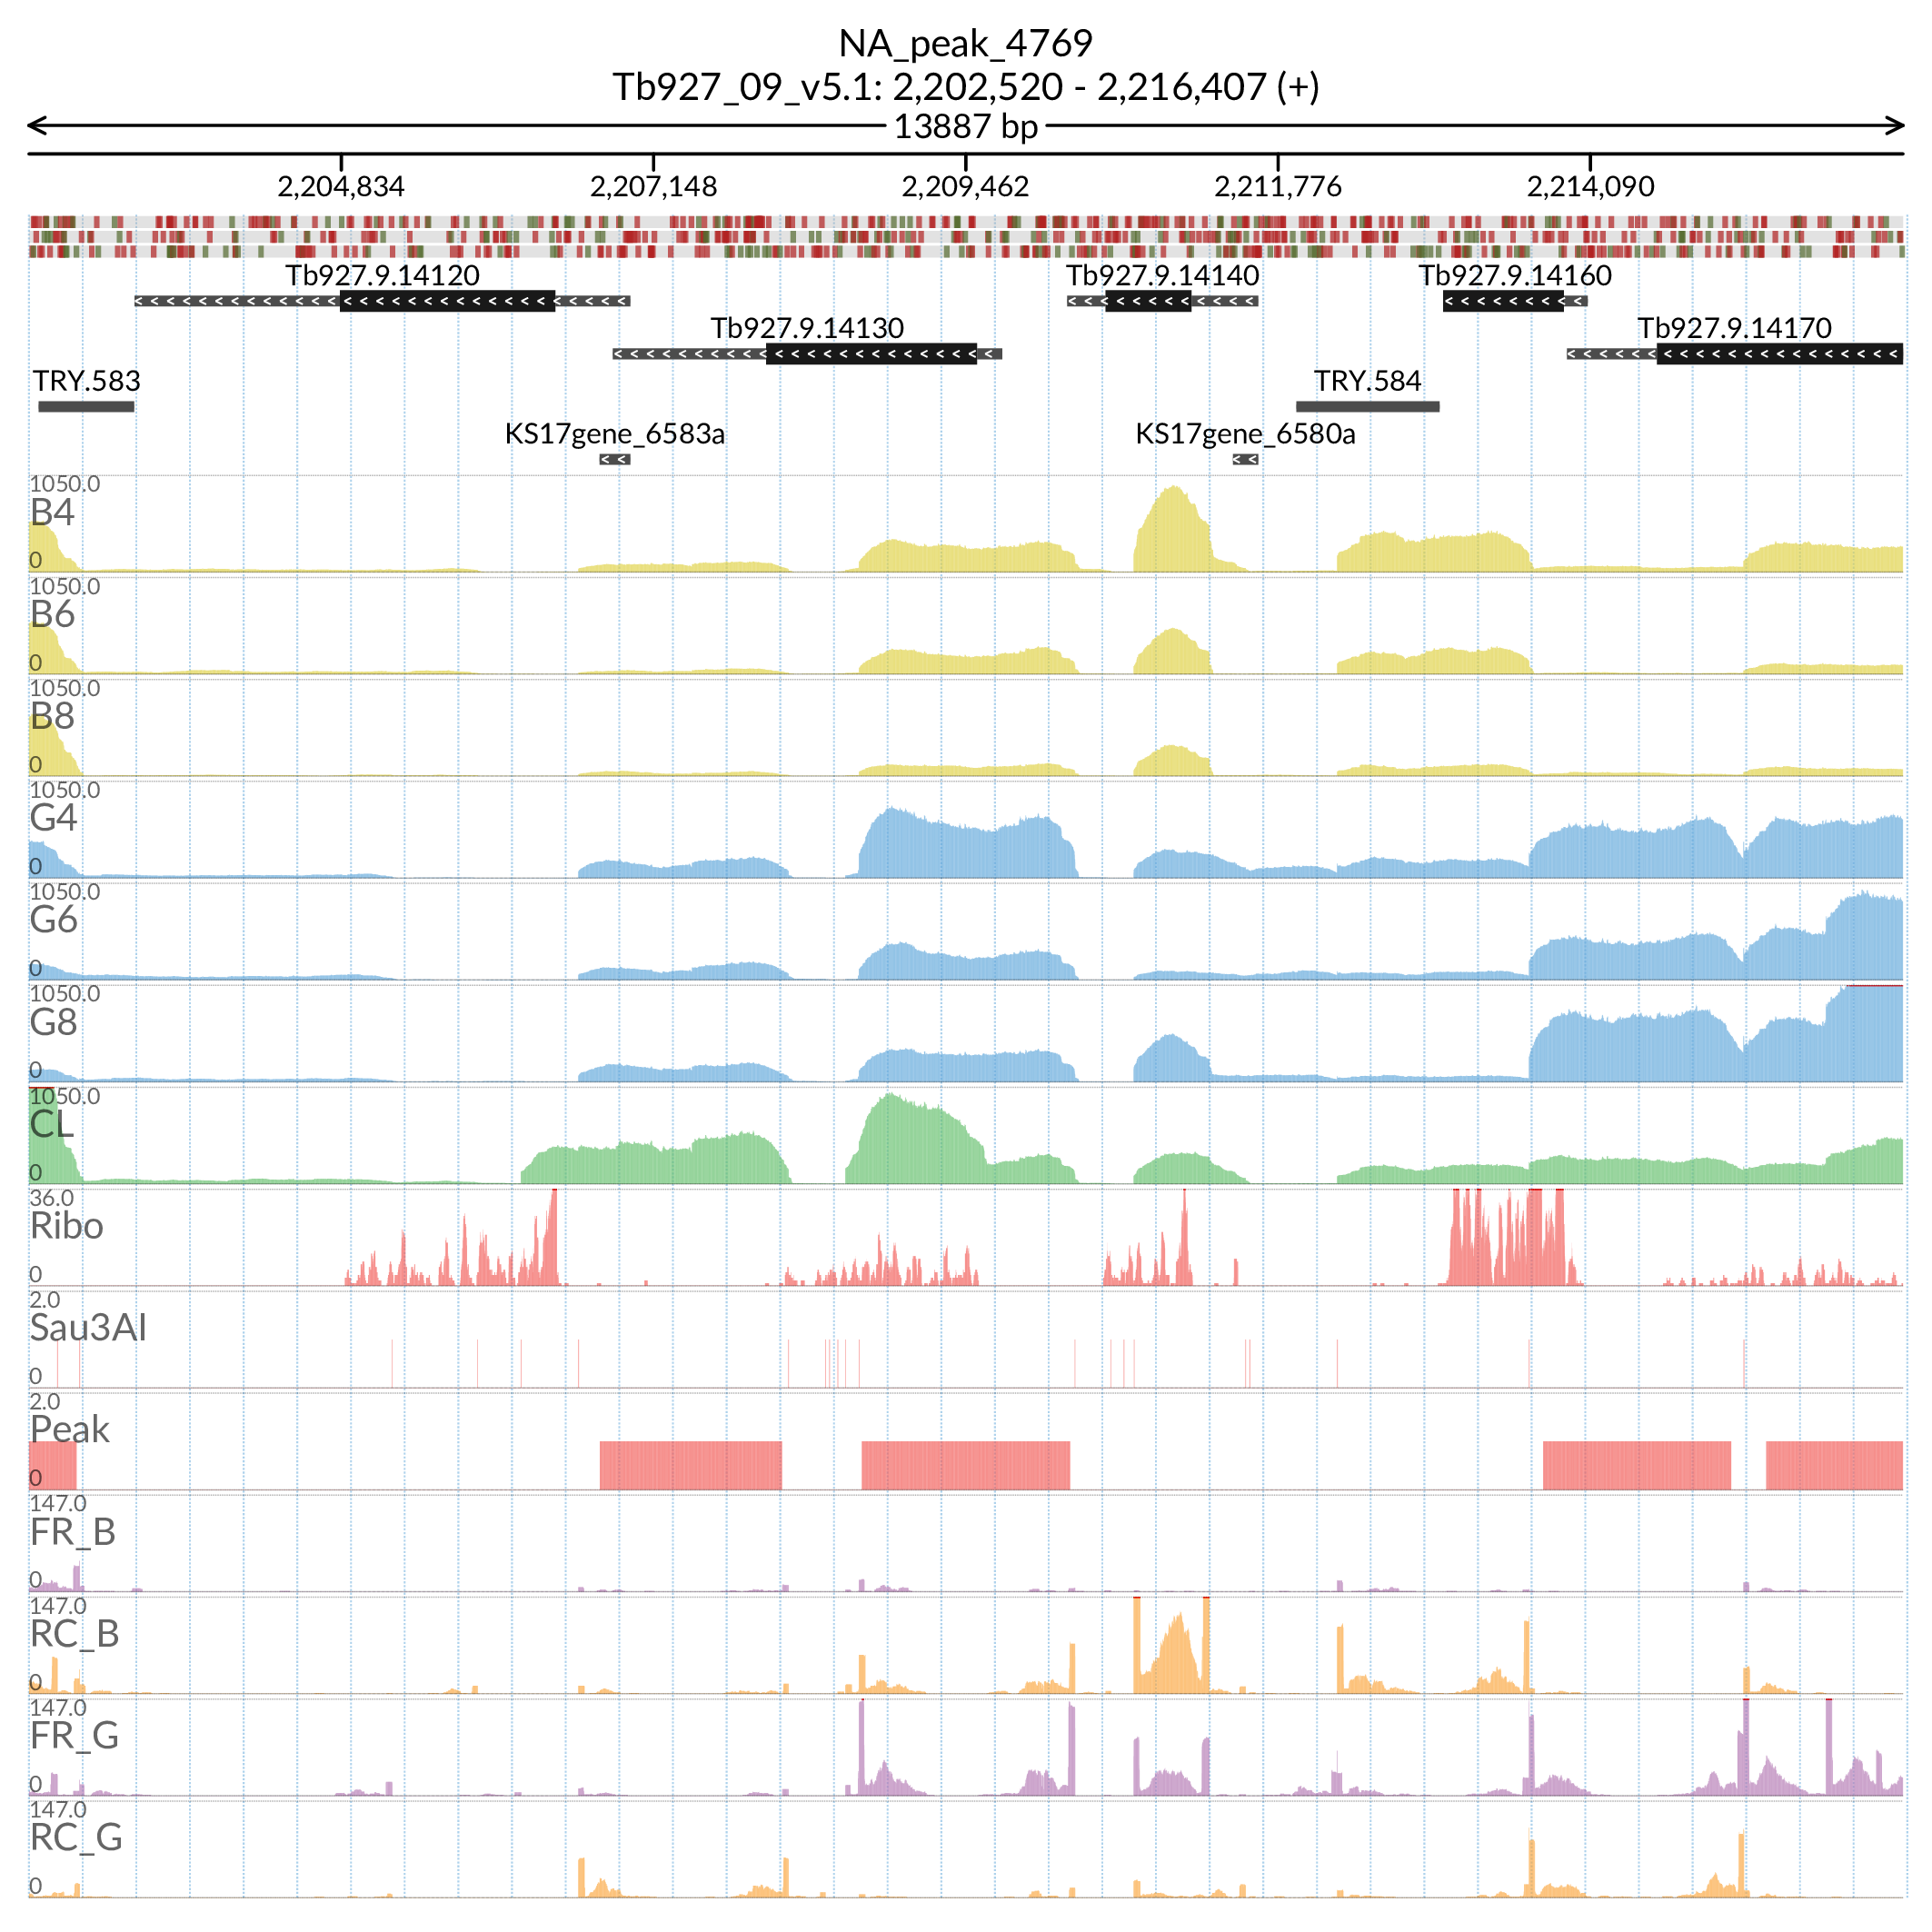 NA_peak_4769
Tb927_09_v5.1: 2,202,520 - 2,216,407 (+)
13887 bp
2,204,834 2,207,148 2,209,462 2,211,776 2,214,090
Tb927.9.14120 Tb927.9.14140 Tb927.9.14160
Tb927.9.14130 Tb927.9.14170
TRY.583 TRY.584
KS17gene_6583a KS17gene_6580a
1050.0
B4
0
1050.0
B6
0
1050.0
B8
0
1050.0
G4
0
1050.0
G6
0
1050.0
G8
0
1050.0
CL
0
36.0
Ribo
0
2.0
Sau3AI
0
2.0
Peak
0
147.0
FR_B
0
147.0
RC_B
0
147.0
FR_G
0
147.0
RC_G
0